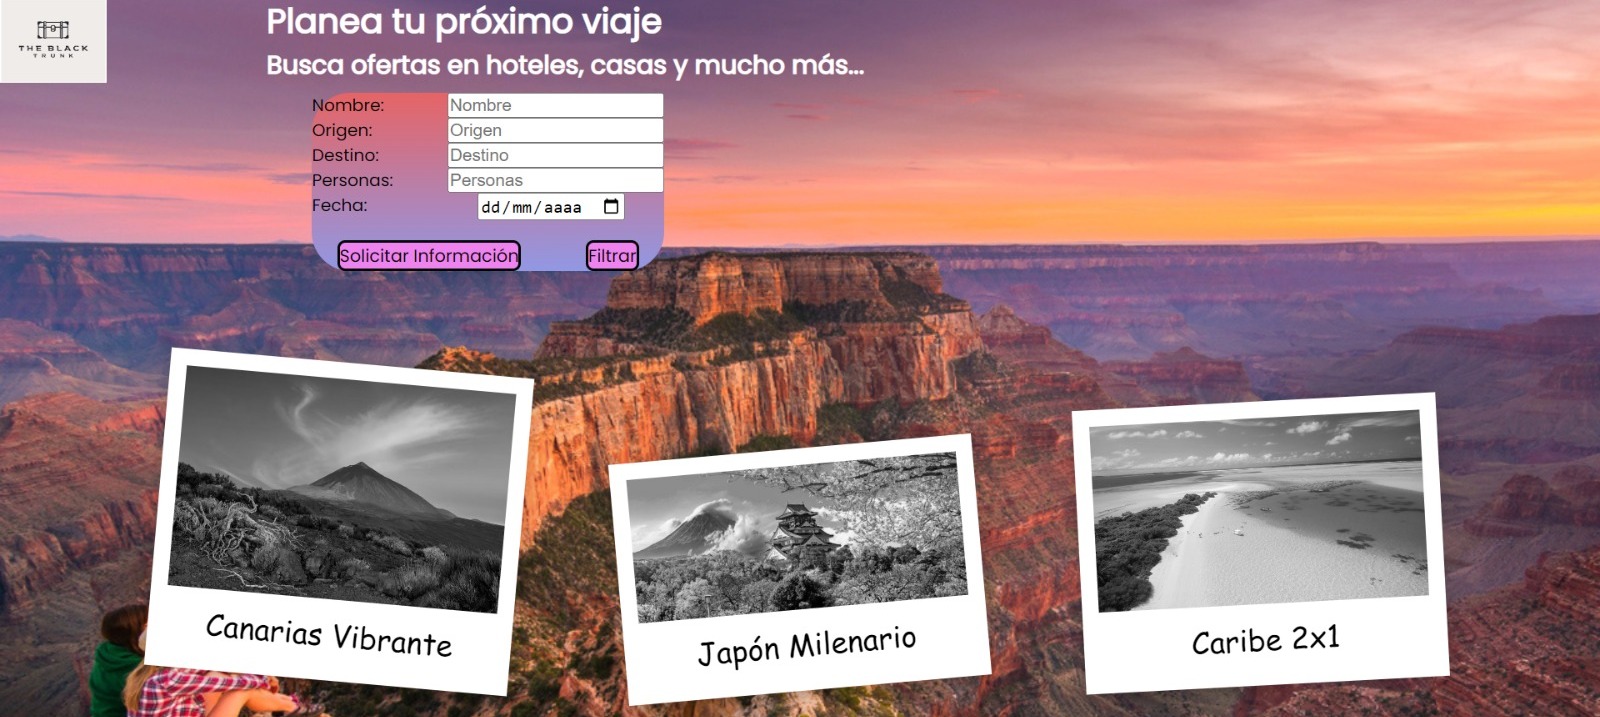 THE BLACK
TRUNK
Planea tu próximo viaje
Busca ofertas en hoteles, casas y mucho más...
Nombre: Nombre
Origen: Origen
Destino: Destino
Personas: Personas
Fecha: dd/mm/aaaa
Solicitar Información Filtrar
Canarias Vibrante
Japón Milenario
Caribe 2x1